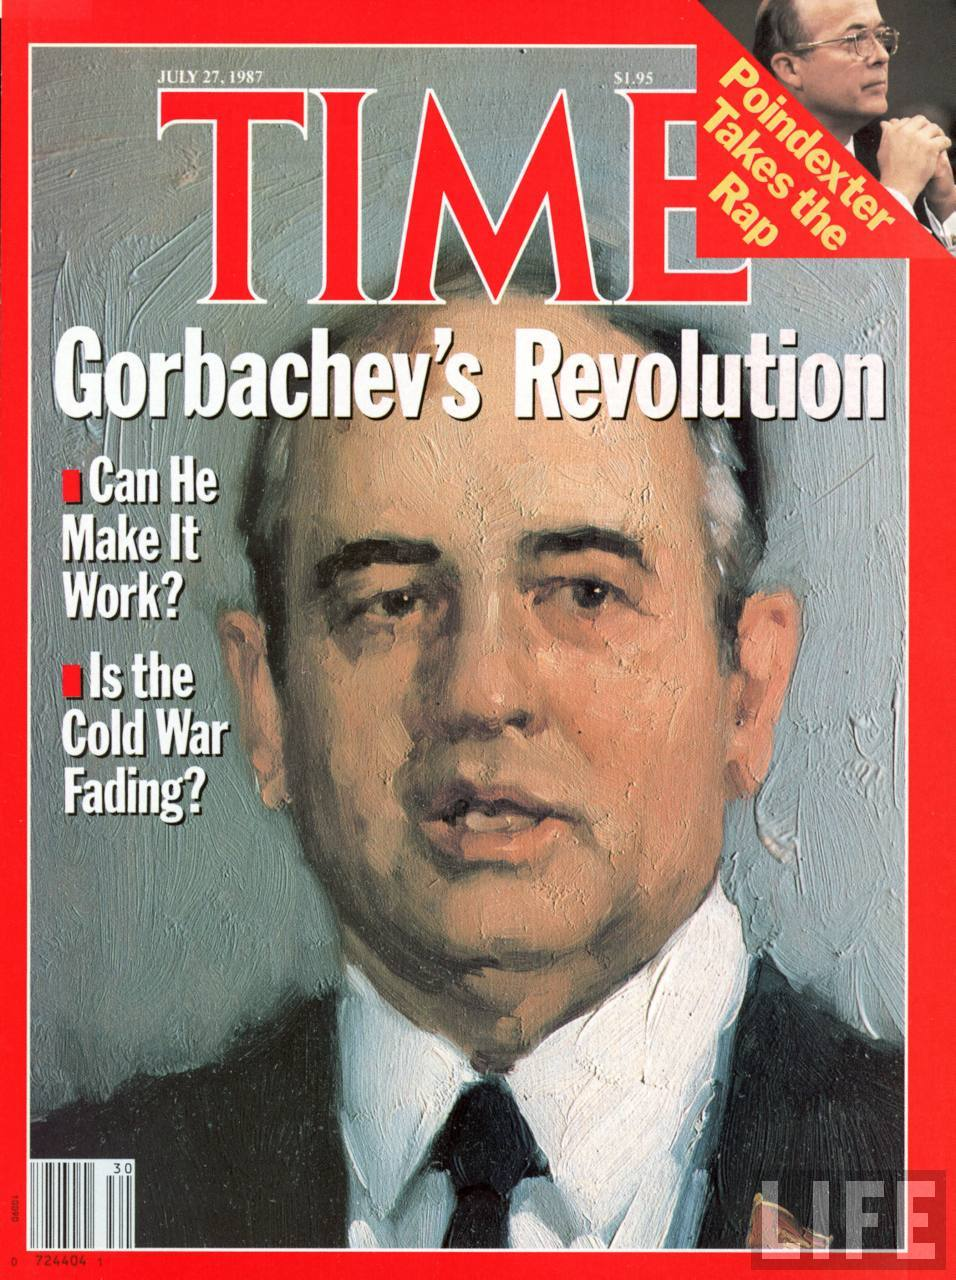 JULY 27, 1987
$1.95
TIME
Poindexter
Takes the
Rap
Gorbachev's Revolution
Can He
Make It
Work?
Is the
Cold War
Fading?
30
10090
0 724404 1
LIFE